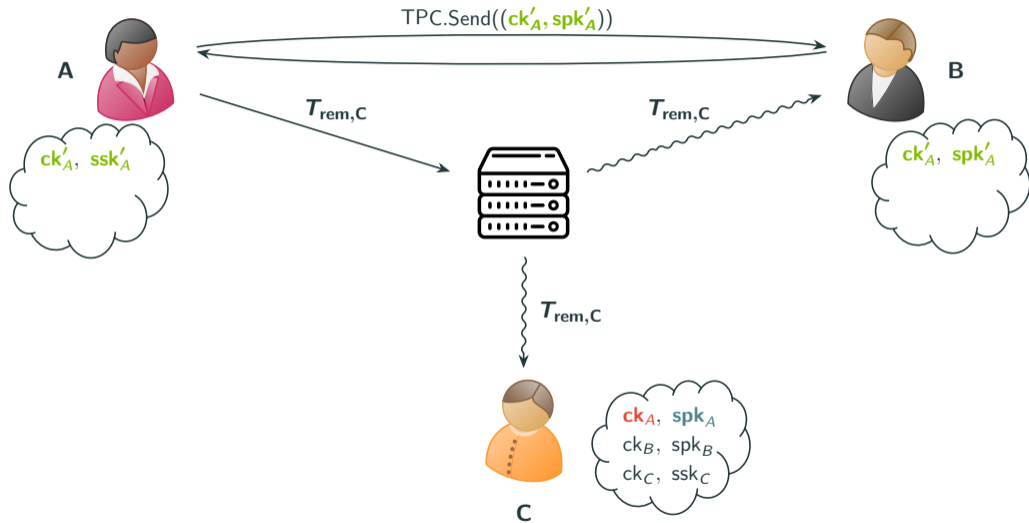 TPC.Send((ck′_A, spk′_A))
A
B
T_rem,C
T_rem,C
ck′_A, ssk′_A
ck′_A, spk′_A
T_rem,C
ck_A, spk_A
ck_B, spk_B
ck_C, ssk_C
C